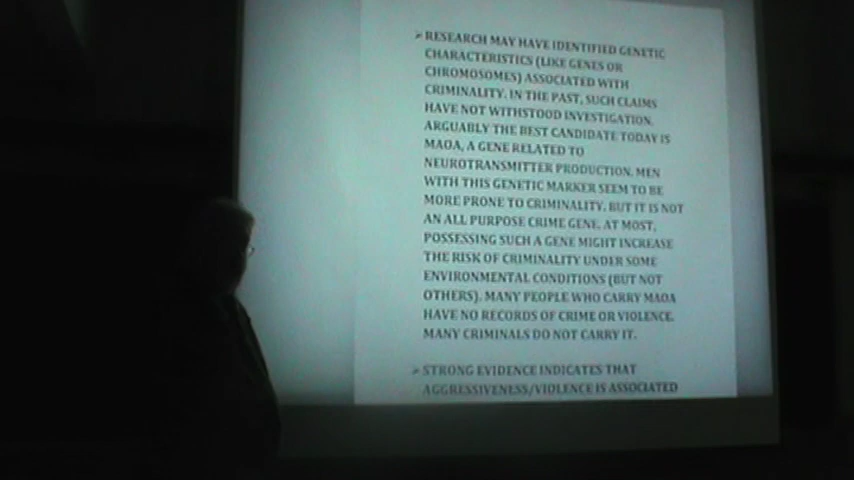 ➢ RESEARCH MAY HAVE IDENTIFIED GENETIC
CHARACTERISTICS (LIKE GENES OR
CHROMOSOMES) ASSOCIATED WITH
CRIMINALITY. IN THE PAST, SUCH CLAIMS
HAVE NOT WITHSTOOD INVESTIGATION.
ARGUABLY THE BEST CANDIDATE TODAY IS
MAOA, A GENE RELATED TO
NEUROTRANSMITTER PRODUCTION. MEN
WITH THIS GENETIC MARKER SEEM TO BE
MORE PRONE TO CRIMINALITY. BUT IT IS NOT
AN ALL PURPOSE CRIME GENE. AT MOST,
POSSESSING SUCH A GENE MIGHT INCREASE
THE RISK OF CRIMINALITY UNDER SOME
ENVIRONMENTAL CONDITIONS (BUT NOT
OTHERS). MANY PEOPLE WHO CARRY MAOA
HAVE NO RECORDS OF CRIME OR VIOLENCE.
MANY CRIMINALS DO NOT CARRY IT.
➢ STRONG EVIDENCE INDICATES THAT
AGGRESSIVENESS/VIOLENCE IS ASSOCIATED